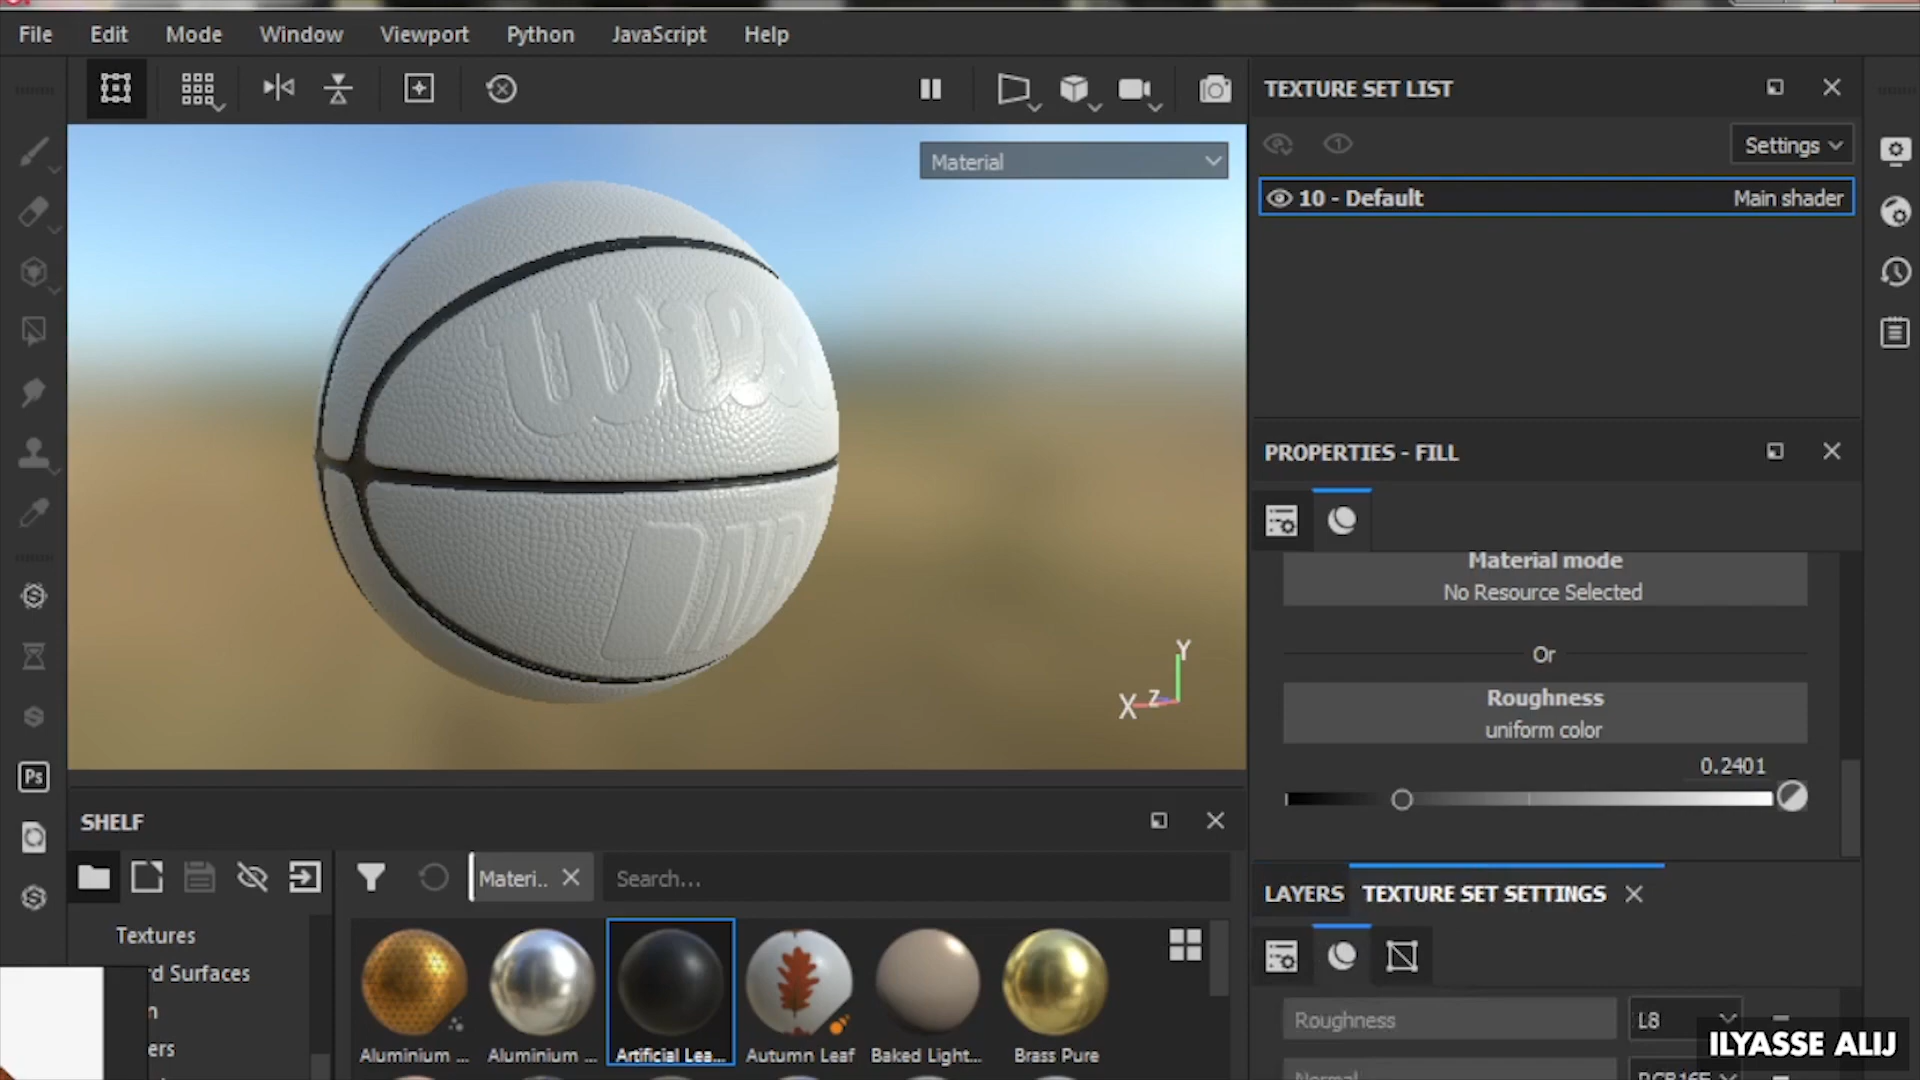 File Edit Mode Window Viewport Python JavaScript Help
TEXTURE SET LIST
Settings
Material
10 - Default Main shader
PROPERTIES - FILL
Material mode
No Resource Selected
Or
Roughness
uniform color
0.2401
Y
X Z
Ps
SHELF
Materi.. Search...
Textures
rd Surfaces
ers
Aluminium ... Aluminium ... Artificial Lea... Autumn Leaf Baked Light... Brass Pure
LAYERS TEXTURE SET SETTINGS
Roughness L8
ILYASSE ALIJ